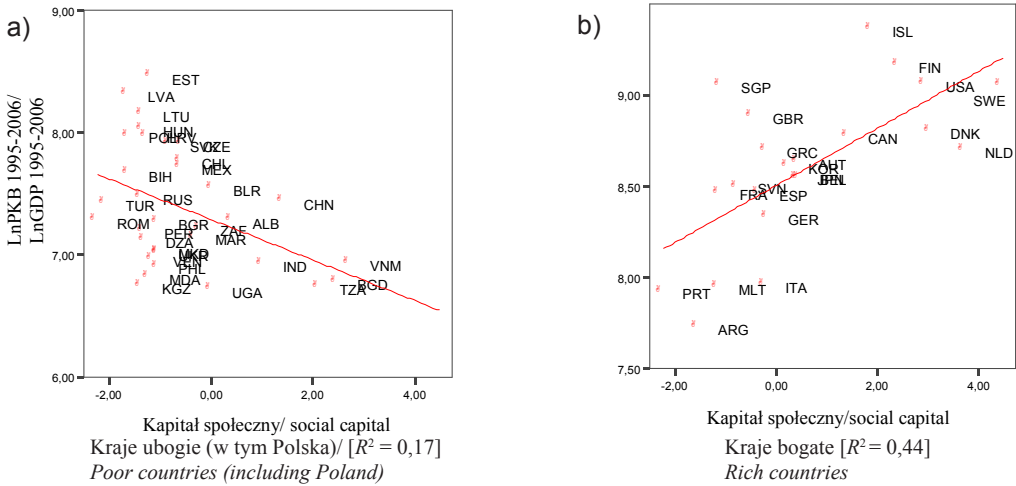 a)
LnPKB 1995-2006/
LnGDP 1995-2006
9,00
8,00
7,00
6,00
EST
LVA
LTU
HUN
POL HRV
SVK CZE
CHL
MEX
BIH
BLR
RUS
TUR
CHN
ROM
BGR
ALB
ZAF
PER
MAR
DZA
MKD
UKR
VEN
IND
VNM
PHL
MDA
BGD
KGZ
UGA
TZA
-2,00 0,00 2,00 4,00
Kapitał społeczny/ social capital
Kraje ubogie (w tym Polska)/ [R² = 0,17]
Poor countries (including Poland)
b)
9,00
8,50
8,00
7,50
ISL
FIN
SGP
USA
SWE
GBR
CAN
DNK
GRC
NLD
AUT
KOR
JPN
BEL
SVN
FRA
ESP
GER
PRT
MLT
ITA
ARG
-2,00 0,00 2,00 4,00
Kapitał społeczny/social capital
Kraje bogate [R² = 0,44]
Rich countries